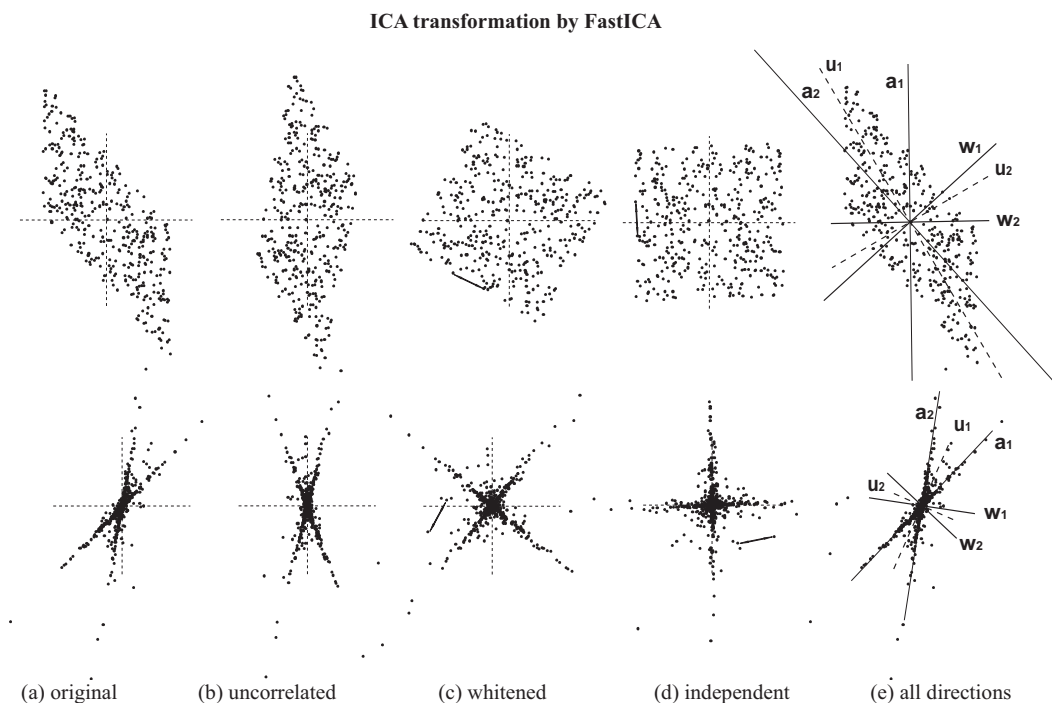 ICA transformation by FastICA
u1
a2
a1
w1
u2
w2
a2
u1
a1
u2
w1
w2
(a) original
(b) uncorrelated
(c) whitened
(d) independent
(e) all directions